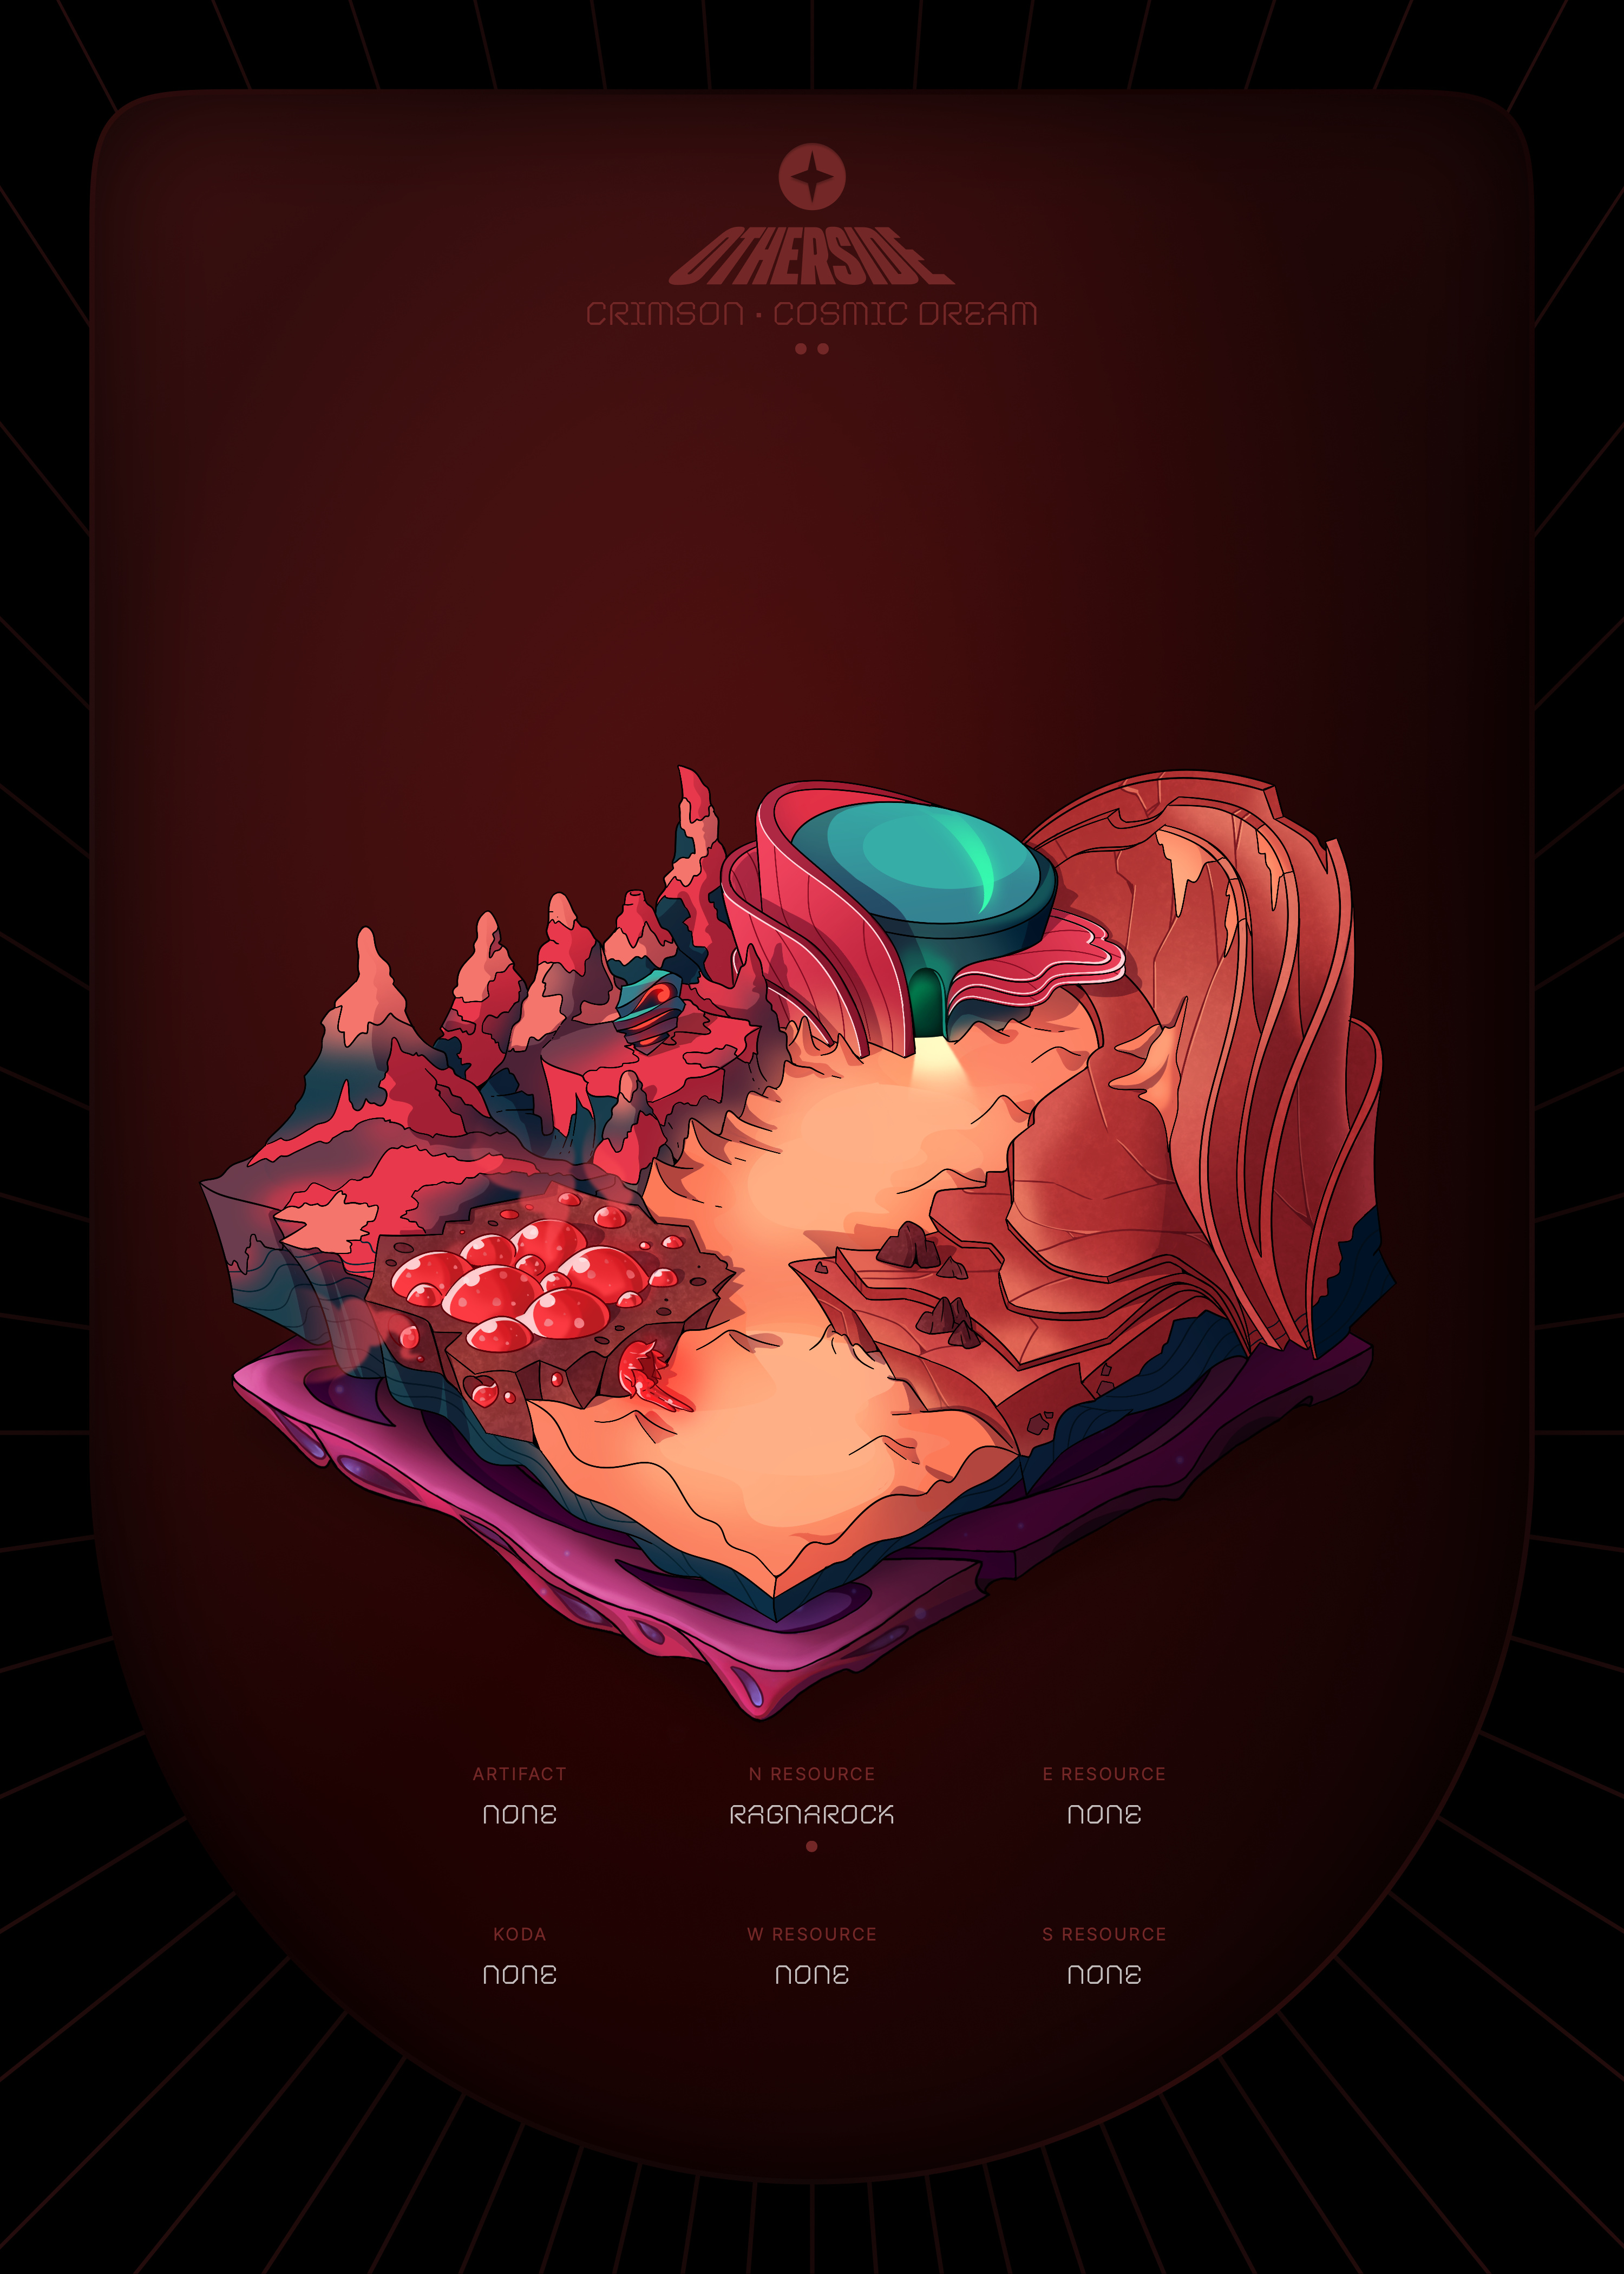 OTHERSIDE
CRIMSON · COSMIC DREAM
ARTIFACT N RESOURCE E RESOURCE
NONE RAGNAROCK NONE
KODA W RESOURCE S RESOURCE
NONE NONE NONE